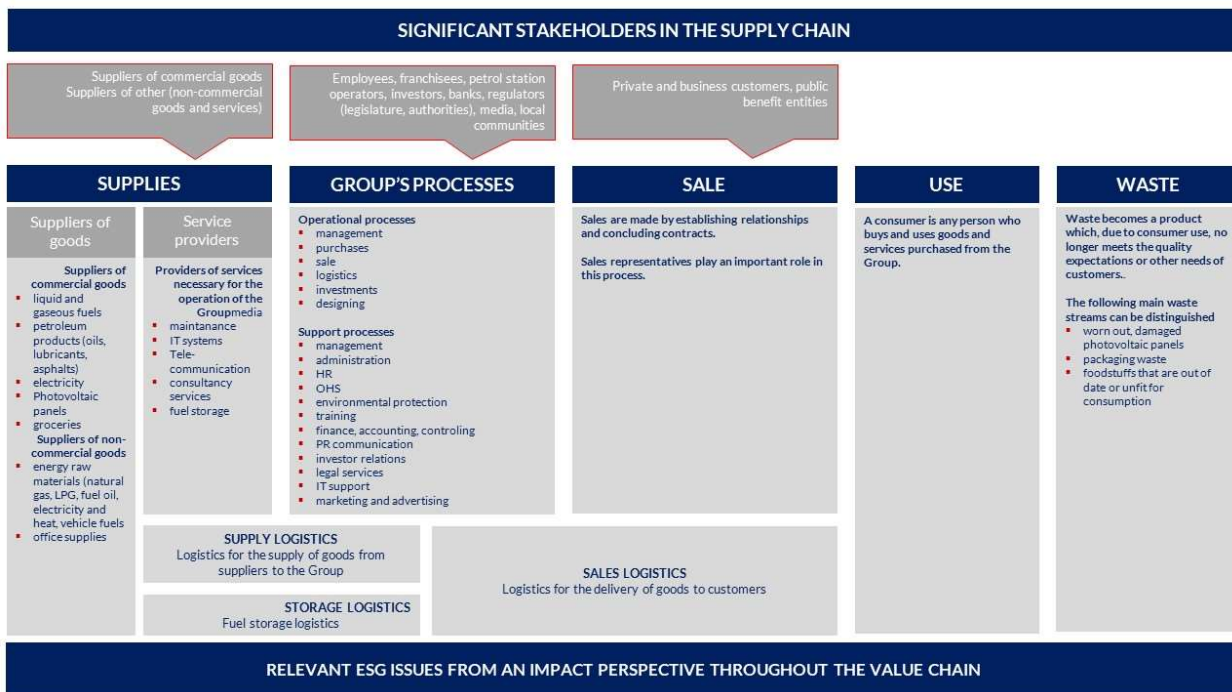 SIGNIFICANT STAKEHOLDERS IN THE SUPPLY CHAIN
Suppliers of commercial goods
Suppliers of other (non-commercial
goods and services)
Employees, franchisees, petrol station
operators, investors, banks, regulators
(legislature, authorities), media, local
communities
Private and business customers, public
benefit entities
SUPPLIES
Suppliers of
goods
Suppliers of
commercial goods
liquid and
gaseous fuels
petroleum
products (oils,
lubricants,
asphalts)
electricity
Photovoltaic
panels
groceries
Suppliers of non-
commercial goods
energy raw
materials (natural
gas, LPG, fuel oil,
electricity and
heat, vehicle fuels
office supplies
Service
providers
Providers of services
necessary for the
operation of the
Groupmedia
maintanance
IT systems
Tele-
communication
consultancy
services
fuel storage
GROUP'S PROCESSES
Operational processes
management
purchases
sale
logistics
investments
designing
Support processes
management
administration
HR
OHS
environmental protection
training
finance, accounting, controling
PR communication
investor relations
legal services
IT support
marketing and advertising
SALE
Sales are made by establishing relationships
and concluding contracts.
Sales representatives play an important role in
this process.
USE
A consumer is any person who
buys and uses goods and
services purchased from the
Group.
WASTE
Waste becomes a product
which, due to consumer use, no
longer meets the quality
expectations or other needs of
customers..
The following main waste
streams can be distinguished
worn out, damaged
photovoltaic panels
packaging waste
foodstuffs that are out of
date or unfit for
consumption
SUPPLY LOGISTICS
Logistics for the supply of goods from
suppliers to the Group
STORAGE LOGISTICS
Fuel storage logistics
SALES LOGISTICS
Logistics for the delivery of goods to customers
RELEVANT ESG ISSUES FROM AN IMPACT PERSPECTIVE THROUGHOUT THE VALUE CHAIN